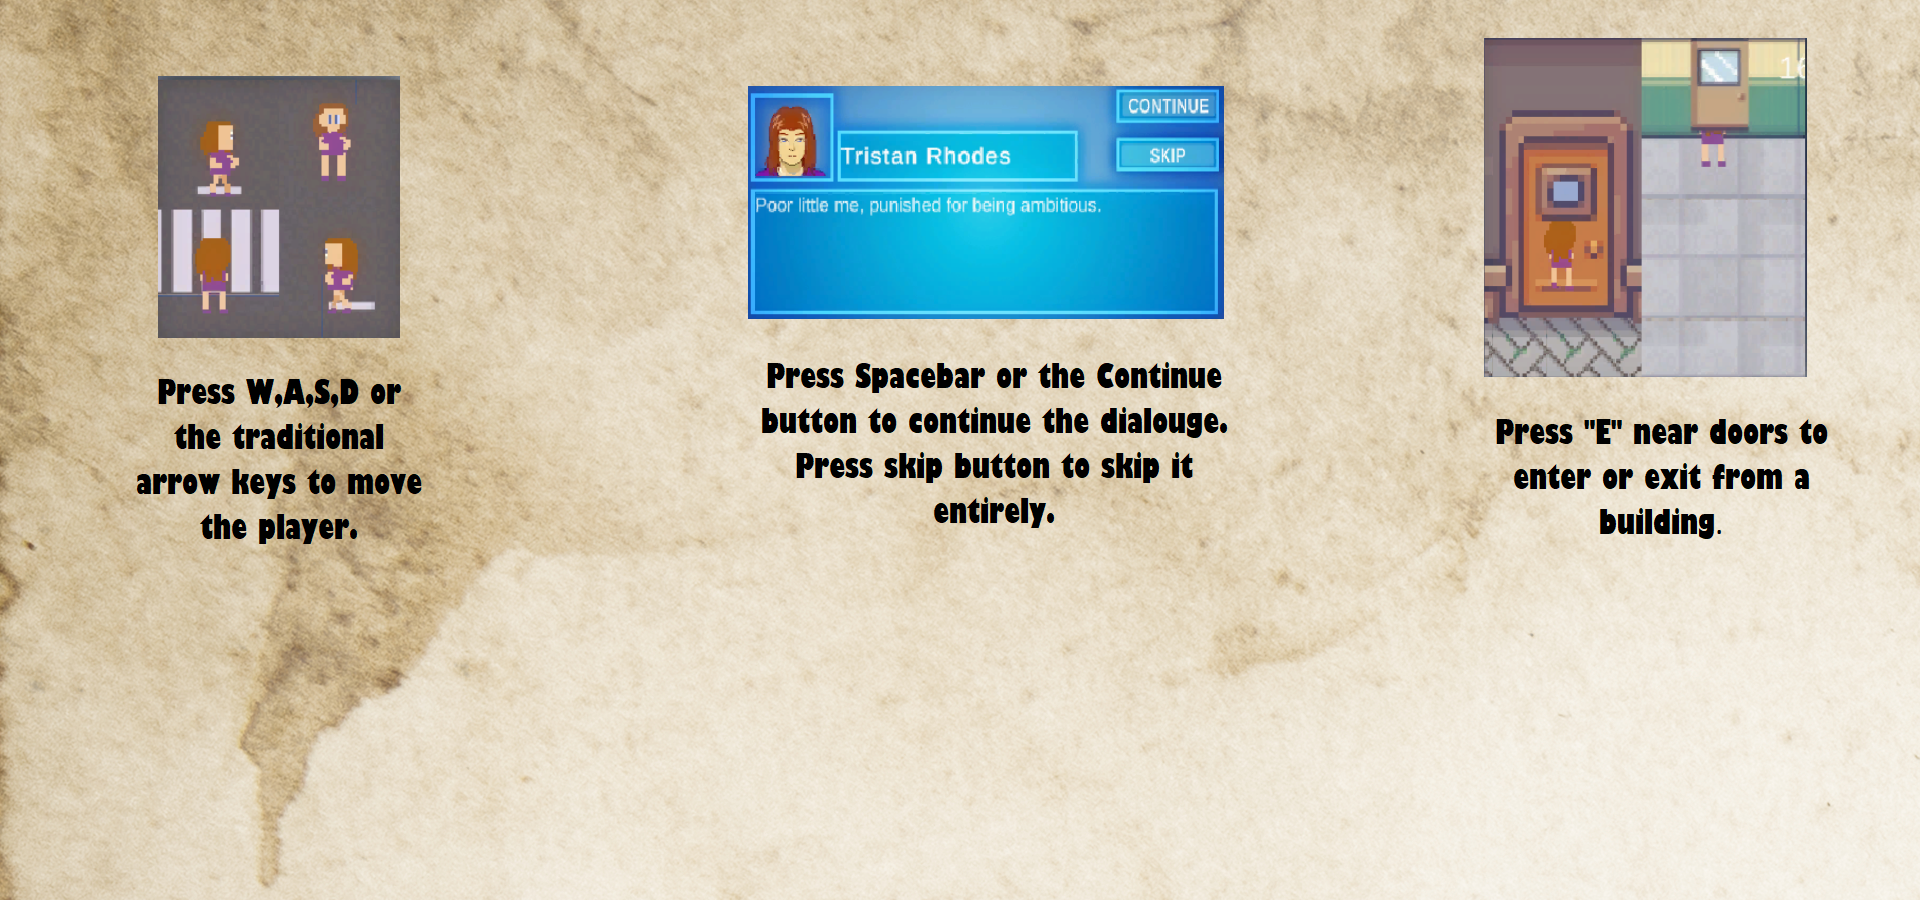 Press W,A,S,D or
the traditional
arrow keys to move
the player.
CONTINUE
Tristan Rhodes
SKIP
Poor little me, punished for being ambitious.
Press Spacebar or the Continue
button to continue the dialouge.
Press skip button to skip it
entirely.
Press "E" near doors to
enter or exit from a
building.